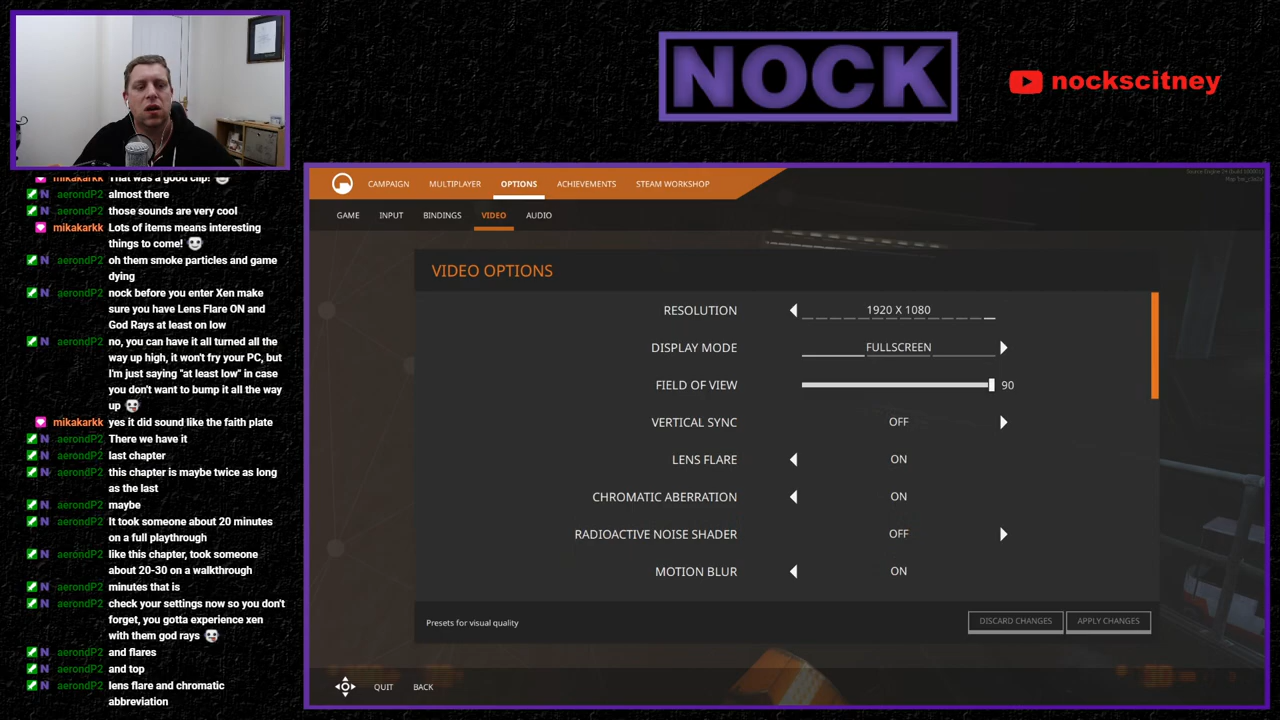 NOCK
nockscitney
mikakarkk That was a good clip!
aerondP2 almost there
aerondP2 those sounds are very cool
mikakarkk Lots of items means interesting
things to come!
aerondP2 oh them smoke particles and game
dying
aerondP2 nock before you enter Xen make
sure you have Lens Flare ON and
God Rays at least on low
aerondP2 no, you can have it all turned all the
way up high, it won't fry your PC, but
I'm just saying "at least low" in case
you don't want to bump it all the way
up
mikakarkk yes it did sound like the faith plate
aerondP2 There we have it
aerondP2 last chapter
aerondP2 this chapter is maybe twice as long
as the last
aerondP2 maybe
aerondP2 It took someone about 20 minutes
on a full playthrough
aerondP2 like this chapter, took someone
about 20-30 on a walkthrough
aerondP2 minutes that is
aerondP2 check your settings now so you don't
forget, you gotta experience xen
with them god rays
aerondP2 and flares
aerondP2 and top
aerondP2 lens flare and chromatic
abbreviation
CAMPAIGN MULTIPLAYER OPTIONS ACHIEVEMENTS STEAM WORKSHOP
GAME INPUT BINDINGS VIDEO AUDIO
VIDEO OPTIONS
RESOLUTION 1920 X 1080
DISPLAY MODE FULLSCREEN
FIELD OF VIEW 90
VERTICAL SYNC OFF
LENS FLARE ON
CHROMATIC ABERRATION ON
RADIOACTIVE NOISE SHADER OFF
MOTION BLUR ON
Presets for visual quality DISCARD CHANGES APPLY CHANGES
QUIT BACK